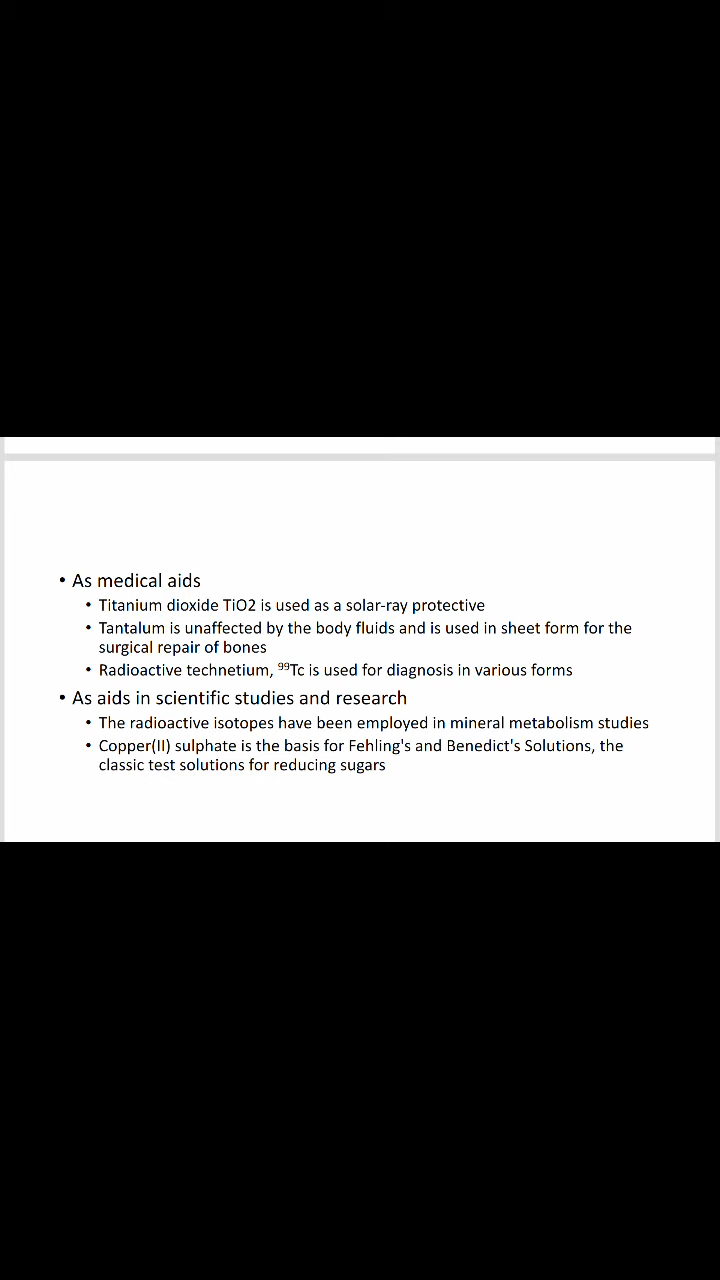 • As medical aids
• Titanium dioxide TiO2 is used as a solar-ray protective
• Tantalum is unaffected by the body fluids and is used in sheet form for the
surgical repair of bones
• Radioactive technetium, ⁹⁹Tc is used for diagnosis in various forms
• As aids in scientific studies and research
• The radioactive isotopes have been employed in mineral metabolism studies
• Copper(II) sulphate is the basis for Fehling's and Benedict's Solutions, the
classic test solutions for reducing sugars